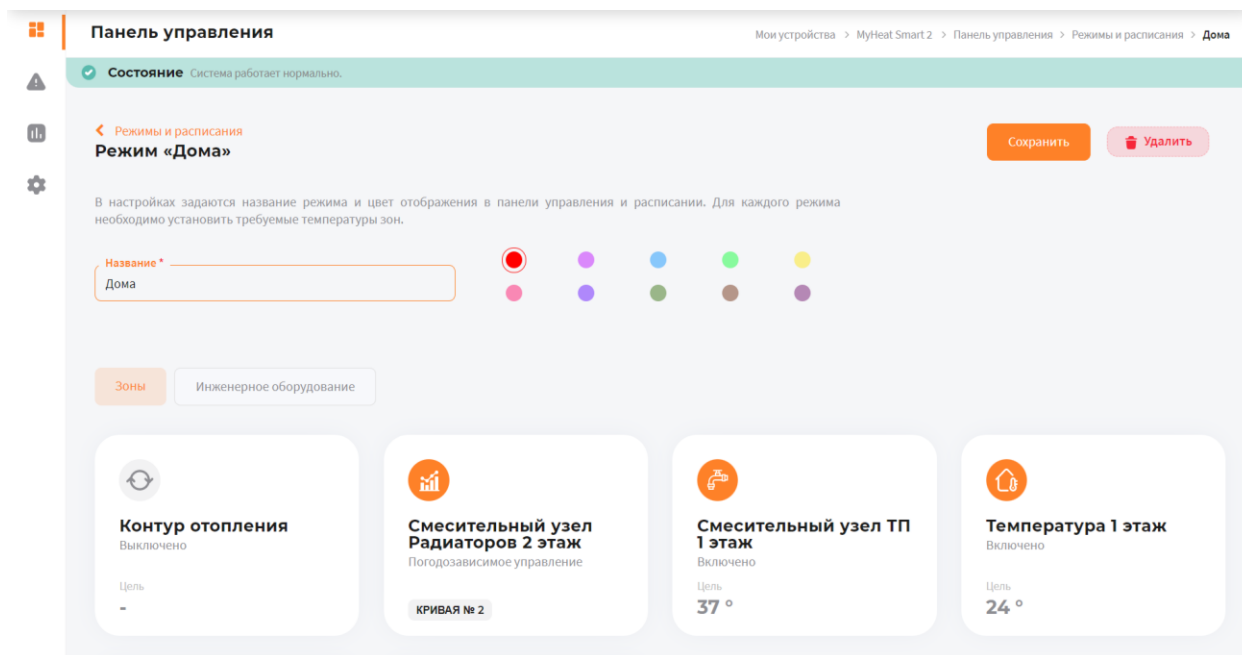 Панель управления
Мои устройства > MyHeat Smart 2 > Панель управления > Режимы и расписания > Дома
Состояние Система работает нормально.
Режимы и расписания
Режим «Дома»
Сохранить
Удалить
В настройках задаются название режима и цвет отображения в панели управления и расписании. Для каждого режима
необходимо установить требуемые температуры зон.
Название *
Дома
Зоны
Инженерное оборудование
Контур отопления
Выключено
Цель
-
Смесительный узел
Радиаторов 2 этаж
Погодозависимое управление
КРИВАЯ № 2
Смесительный узел ТП
1 этаж
Включено
Цель
37 °
Температура 1 этаж
Включено
Цель
24 °